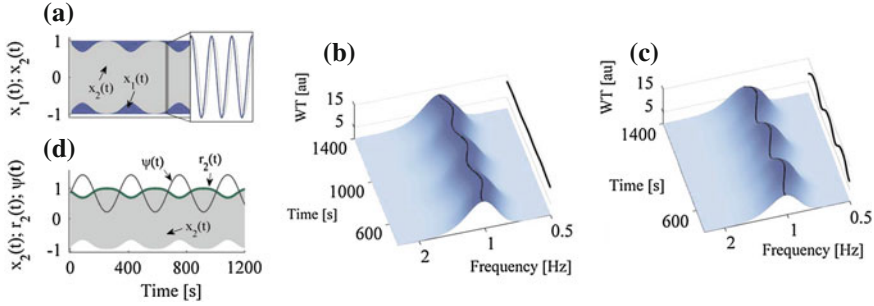 (a)
x₁(t); x₂(t)
1
0
-1
x₂(t)
x₁(t)
(d)
x₂(t); r₂(t); ψ(t)
1
0
-1
ψ(t)
r₂(t)
x₂(t)
0 400 800 1200
Time [s]
(b)
WT [au]
15
5
1400
1000
600
Time [s]
2
1
0.5
Frequency [Hz]
(c)
WT [au]
15
5
1400
600
Time [s]
2
1
0.5
Frequency [Hz]